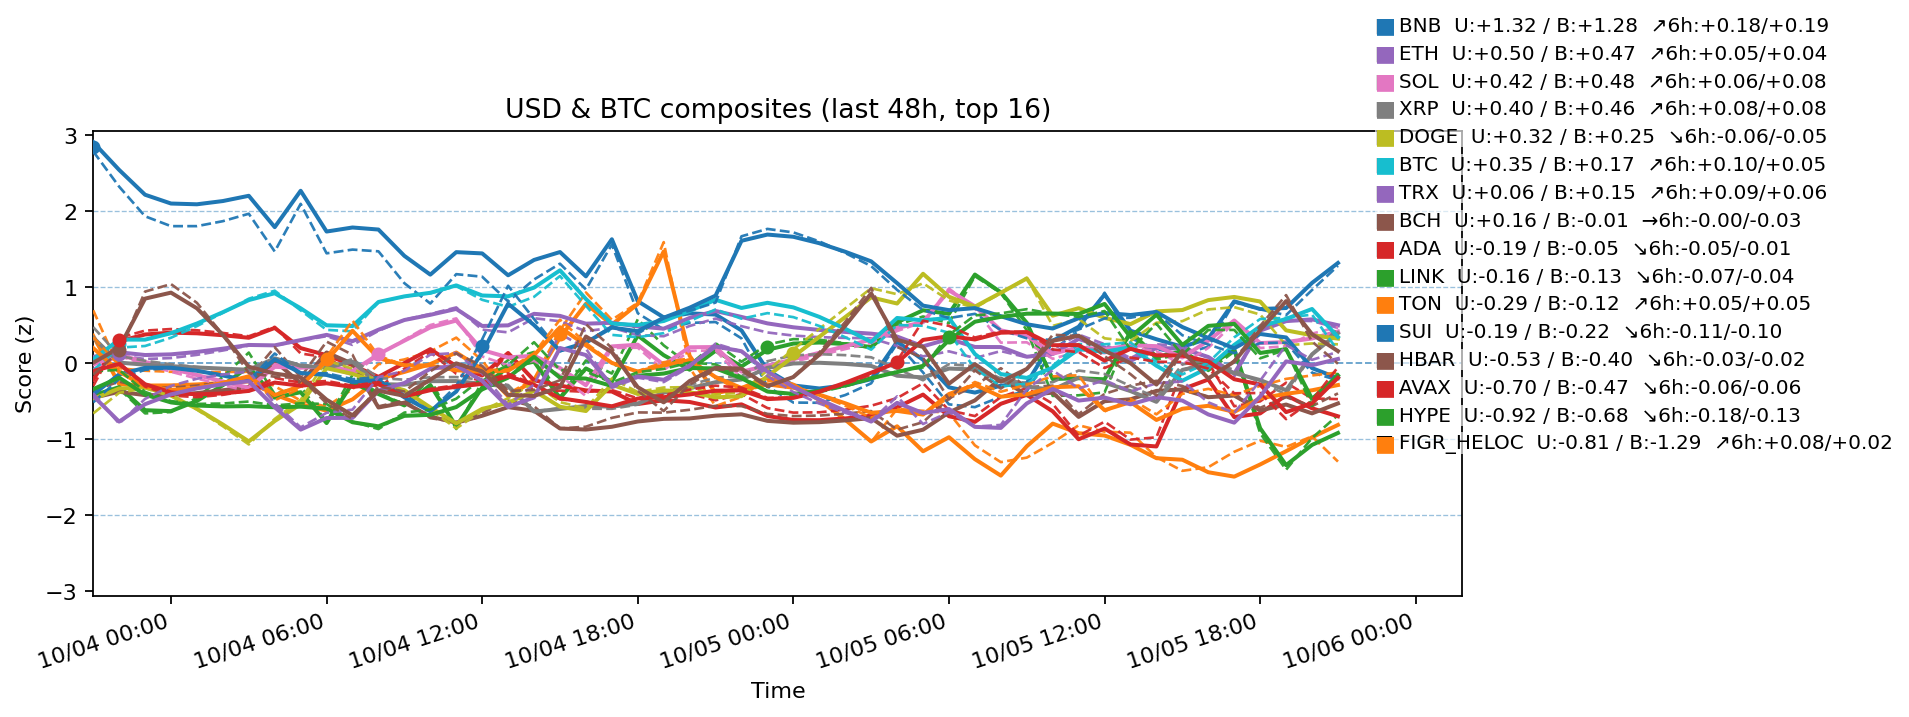 BNB U:+1.32 / B:+1.28 ↗6h:+0.18/+0.19
ETH U:+0.50 / B:+0.47 ↗6h:+0.05/+0.04
SOL U:+0.42 / B:+0.48 ↗6h:+0.06/+0.08
XRP U:+0.40 / B:+0.46 ↗6h:+0.08/+0.08
DOGE U:+0.32 / B:+0.25 ↘6h:-0.06/-0.05
BTC U:+0.35 / B:+0.17 ↗6h:+0.10/+0.05
TRX U:+0.06 / B:+0.15 ↗6h:+0.09/+0.06
BCH U:+0.16 / B:-0.01 →6h:-0.00/-0.03
ADA U:-0.19 / B:-0.05 ↘6h:-0.05/-0.01
LINK U:-0.16 / B:-0.13 ↘6h:-0.07/-0.04
TON U:-0.29 / B:-0.12 ↗6h:+0.05/+0.05
SUI U:-0.19 / B:-0.22 ↘6h:-0.11/-0.10
HBAR U:-0.53 / B:-0.40 ↘6h:-0.03/-0.02
AVAX U:-0.70 / B:-0.47 ↘6h:-0.06/-0.06
HYPE U:-0.92 / B:-0.68 ↘6h:-0.18/-0.13
FIGR_HELOC U:-0.81 / B:-1.29 ↗6h:+0.08/+0.02
USD & BTC composites (last 48h, top 16)
Score (z)
3
2
1
0
−1
−2
−3
10/04 00:00
10/04 06:00
10/04 12:00
10/04 18:00
10/05 00:00
10/05 06:00
10/05 12:00
10/05 18:00
10/06 00:00
Time